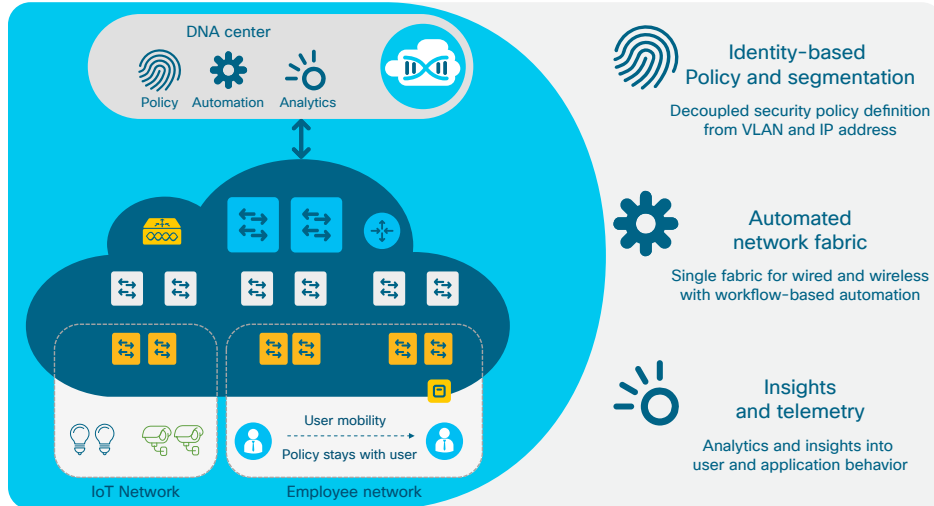 DNA center
Policy
Automation
Analytics
User mobility
Policy stays with user
IoT Network
Employee network
Identity-based
Policy and segmentation
Decoupled security policy definition
from VLAN and IP address
Automated
network fabric
Single fabric for wired and wireless
with workflow-based automation
Insights
and telemetry
Analytics and insights into
user and application behavior